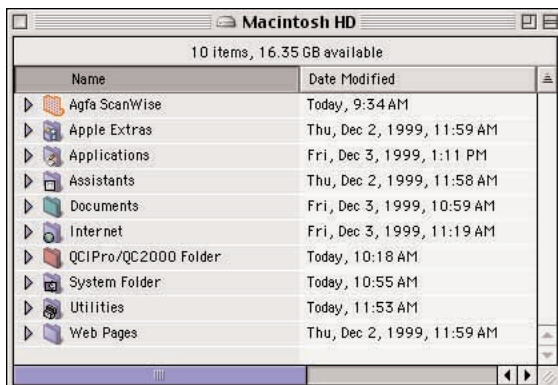 Macintosh HD
10 items, 16.35 GB available
Name Date Modified
Agfa ScanWise Today, 9:34 AM
Apple Extras Thu, Dec 2, 1999, 11:59 AM
Applications Fri, Dec 3, 1999, 1:11 PM
Assistants Thu, Dec 2, 1999, 11:58 AM
Documents Fri, Dec 3, 1999, 10:59 AM
Internet Fri, Dec 3, 1999, 11:19 AM
QCIPro/QC2000 Folder Today, 10:18 AM
System Folder Today, 10:55 AM
Utilities Today, 11:53 AM
Web Pages Thu, Dec 2, 1999, 11:59 AM